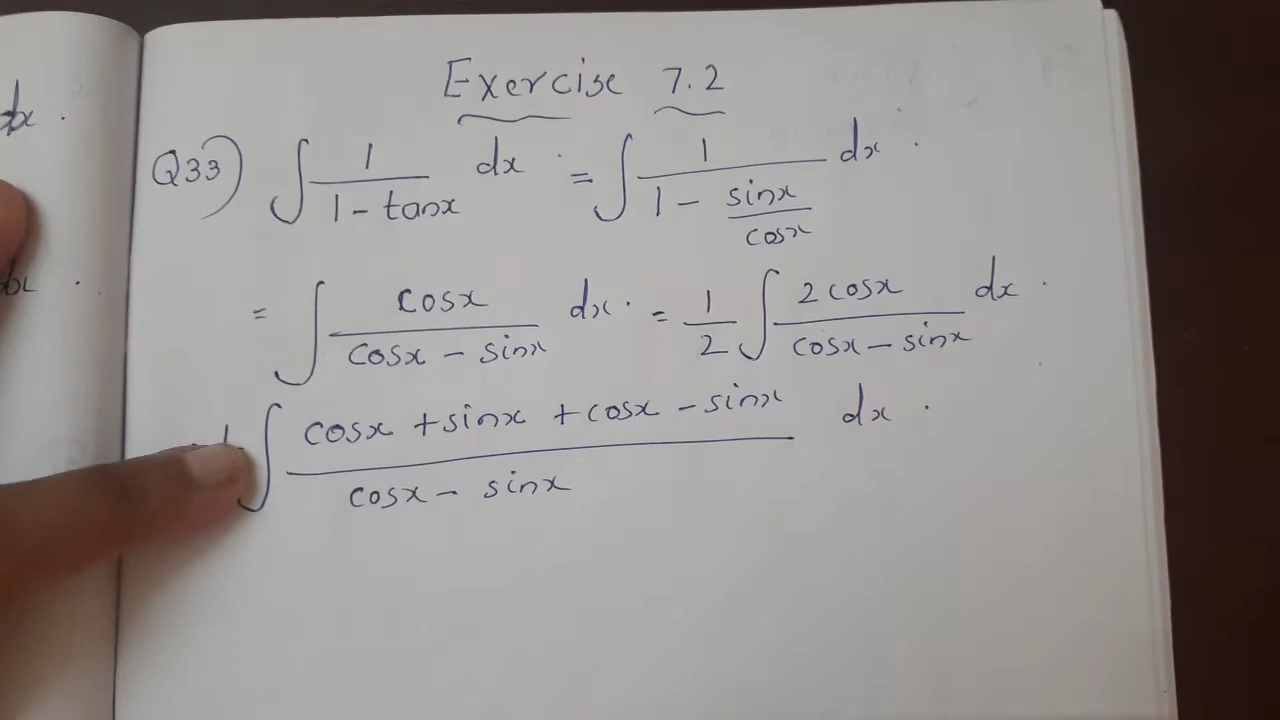 Exercise 7.2
Q33) ∫ 1/(1 - tanx) dx = ∫ 1/(1 - sinx/cosx) dx .
= ∫ cosx/(cosx - sinx) dx . = 1/2 ∫ 2cosx/(cosx - sinx) dx .
∫ (cosx + sinx + cosx - sinx)/(cosx - sinx) dx .
dx .